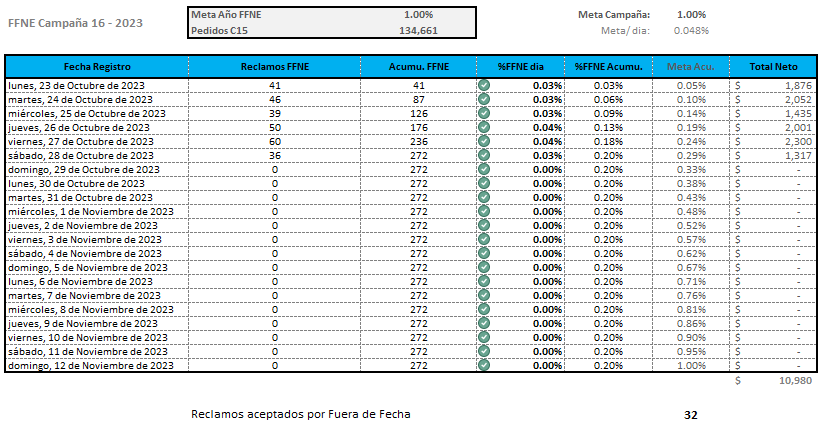 FFNE Campaña 16 - 2023
Meta Año FFNE 1.00%
Pedidos C15 134,661
Meta Campaña: 1.00%
Meta/ dia: 0.048%
Fecha Registro Reclamos FFNE Acumu. FFNE %FFNE dia %FFNE Acumu. Meta Acu. Total Neto
lunes, 23 de Octubre de 2023 41 41 0.03% 0.03% 0.05% $ 1,876
martes, 24 de Octubre de 2023 46 87 0.03% 0.06% 0.10% $ 2,052
miércoles, 25 de Octubre de 2023 39 126 0.03% 0.09% 0.14% $ 1,435
jueves, 26 de Octubre de 2023 50 176 0.04% 0.13% 0.19% $ 2,001
viernes, 27 de Octubre de 2023 60 236 0.04% 0.18% 0.24% $ 2,300
sábado, 28 de Octubre de 2023 36 272 0.03% 0.20% 0.29% $ 1,317
domingo, 29 de Octubre de 2023 0 272 0.00% 0.20% 0.33% $ -
lunes, 30 de Octubre de 2023 0 272 0.00% 0.20% 0.38% $ -
martes, 31 de Octubre de 2023 0 272 0.00% 0.20% 0.43% $ -
miércoles, 1 de Noviembre de 2023 0 272 0.00% 0.20% 0.48% $ -
jueves, 2 de Noviembre de 2023 0 272 0.00% 0.20% 0.52% $ -
viernes, 3 de Noviembre de 2023 0 272 0.00% 0.20% 0.57% $ -
sábado, 4 de Noviembre de 2023 0 272 0.00% 0.20% 0.62% $ -
domingo, 5 de Noviembre de 2023 0 272 0.00% 0.20% 0.67% $ -
lunes, 6 de Noviembre de 2023 0 272 0.00% 0.20% 0.71% $ -
martes, 7 de Noviembre de 2023 0 272 0.00% 0.20% 0.76% $ -
miércoles, 8 de Noviembre de 2023 0 272 0.00% 0.20% 0.81% $ -
jueves, 9 de Noviembre de 2023 0 272 0.00% 0.20% 0.86% $ -
viernes, 10 de Noviembre de 2023 0 272 0.00% 0.20% 0.90% $ -
sábado, 11 de Noviembre de 2023 0 272 0.00% 0.20% 0.95% $ -
domingo, 12 de Noviembre de 2023 0 272 0.00% 0.20% 1.00% $ -
$ 10,980
Reclamos aceptados por Fuera de Fecha 32